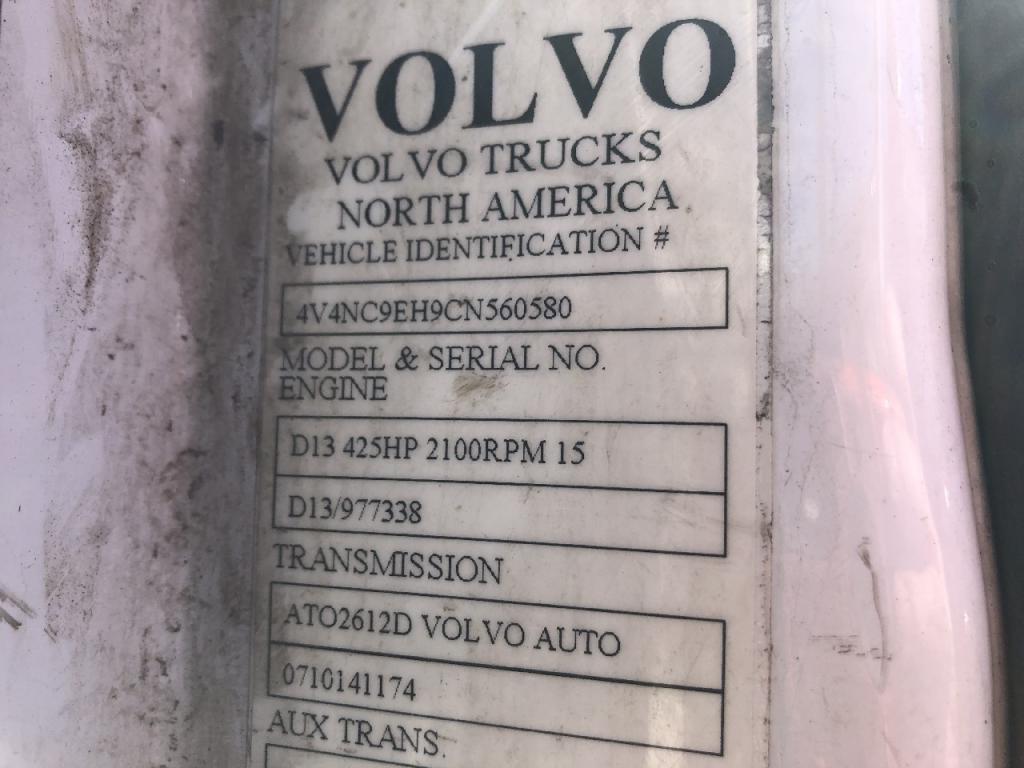 VOLVO
VOLVO TRUCKS
NORTH AMERICA
VEHICLE IDENTIFICATION #
4V4NC9EH9CN560580
MODEL & SERIAL NO.
ENGINE
D13 425HP 2100RPM 15
D13/977338
TRANSMISSION
ATO2612D VOLVO AUTO
0710141174
AUX TRANS.